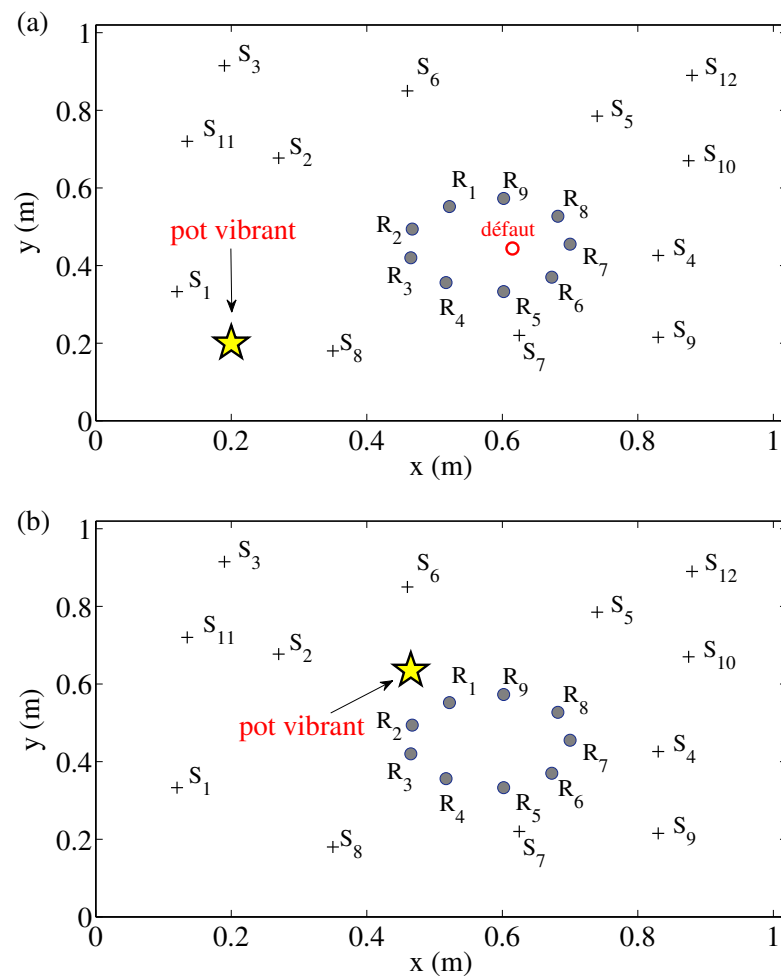 (a)
1
0.8
0.6
0.4
0.2
0
y (m)
S3
S6
S12
S5
S11
S2
S10
R1
R9
R8
R2
défaut
pot vibrant
R7
S4
R3
R6
S1
R4
R5
S8
S7
S9
0 0.2 0.4 0.6 0.8 1
x (m)
(b)
1
0.8
0.6
0.4
0.2
0
y (m)
S3
S6
S12
S5
S11
S2
S10
R1
R9
R8
pot vibrant
R2
R7
S4
R3
R6
S1
R4
R5
S8
S7
S9
0 0.2 0.4 0.6 0.8 1
x (m)